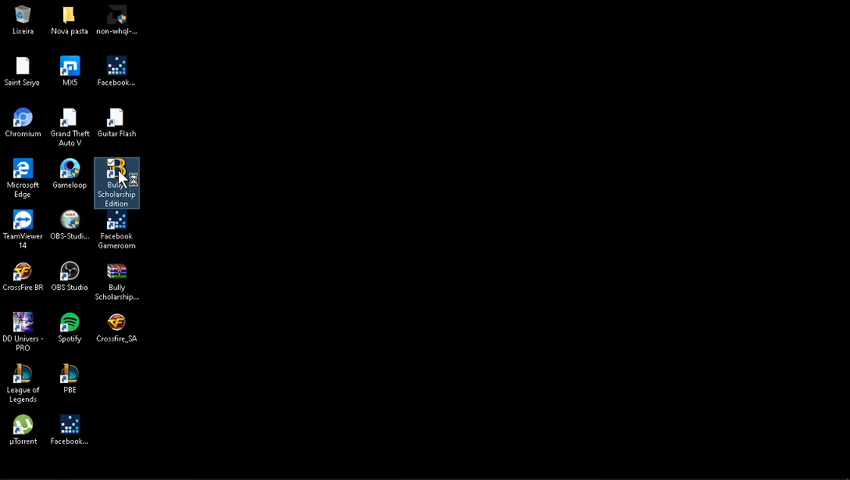 Lixeira
Nova pasta
non-whql-...
Saint Seiya
MX5
Facebook...
Chromium
Grand Theft
Auto V
Guitar Flash
Microsoft
Edge
Gameloop
Bully
Scholarship
Edition
TeamViewer
14
OBS-Studi...
Facebook
Gameroom
CrossFire BR
OBS Studio
Bully
Scholarship...
DD Univers -
PRO
Spotify
Crossfire_SA
League of
Legends
PBE
µTorrent
Facebook...